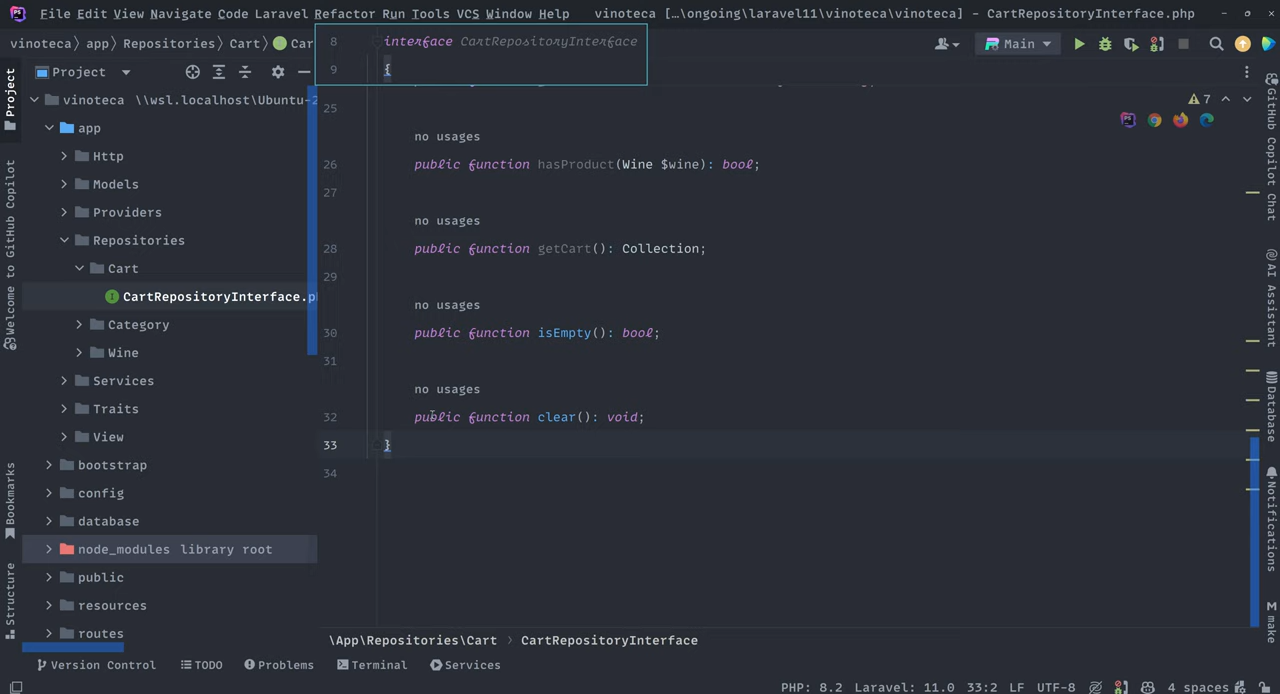 File Edit View Navigate Code Laravel Refactor Run Tools VCS Window Help vinoteca [...\ongoing\laravel11\vinoteca\vinoteca] - CartRepositoryInterface.php
vinoteca app Repositories Cart Car Main
Project
vinoteca \\wsl.localhost\Ubuntu-2
app
Http
Models
Providers
Repositories
Cart
CartRepositoryInterface.p
Category
Wine
Services
Traits
View
bootstrap
config
database
node_modules library root
public
resources
routes
8 interface CartRepositoryInterface
9 {
25
no usages
26 public function hasProduct(Wine $wine): bool;
27
no usages
28 public function getCart(): Collection;
29
no usages
30 public function isEmpty(): bool;
31
no usages
32 public function clear(): void;
33 }
34
7
\App\Repositories\Cart › CartRepositoryInterface
Project
Welcome to GitHub Copilot
Bookmarks
Structure
GitHub Copilot Chat
AI Assistant
Database
Notifications
make
Version Control TODO Problems Terminal Services
PHP: 8.2 Laravel: 11.0 33:2 LF UTF-8 4 spaces